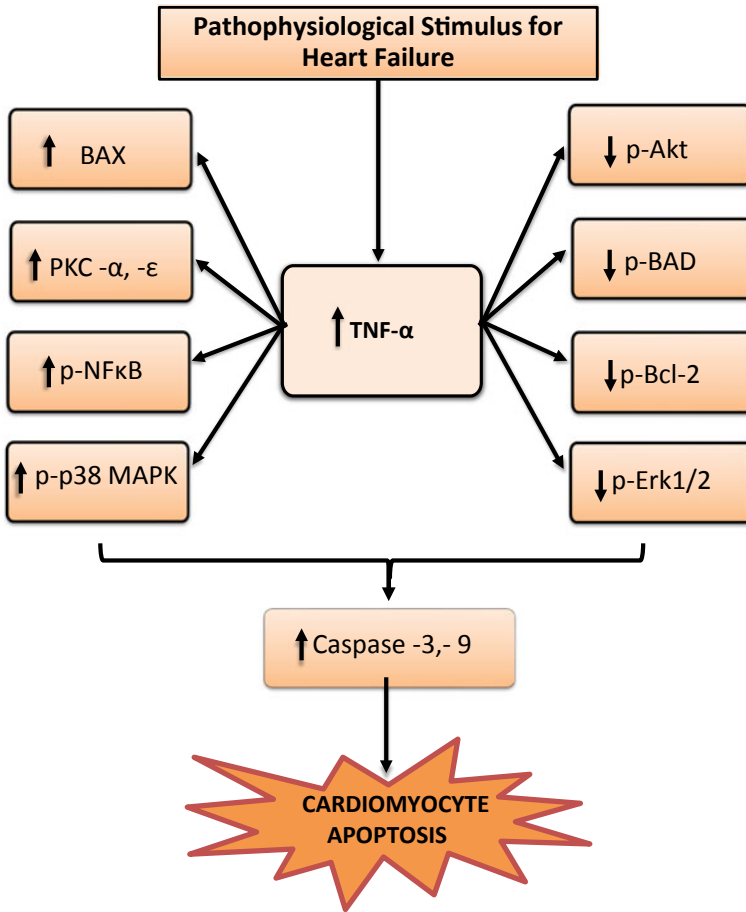 Pathophysiological Stimulus for
Heart Failure
↑ BAX
↑ PKC -α, -ε
↑ p-NFκB
↑ p-p38 MAPK
↑ TNF-α
↓ p-Akt
↓ p-BAD
↓ p-Bcl-2
↓ p-Erk1/2
↑ Caspase -3,- 9
CARDIOMYOCYTE
APOPTOSIS